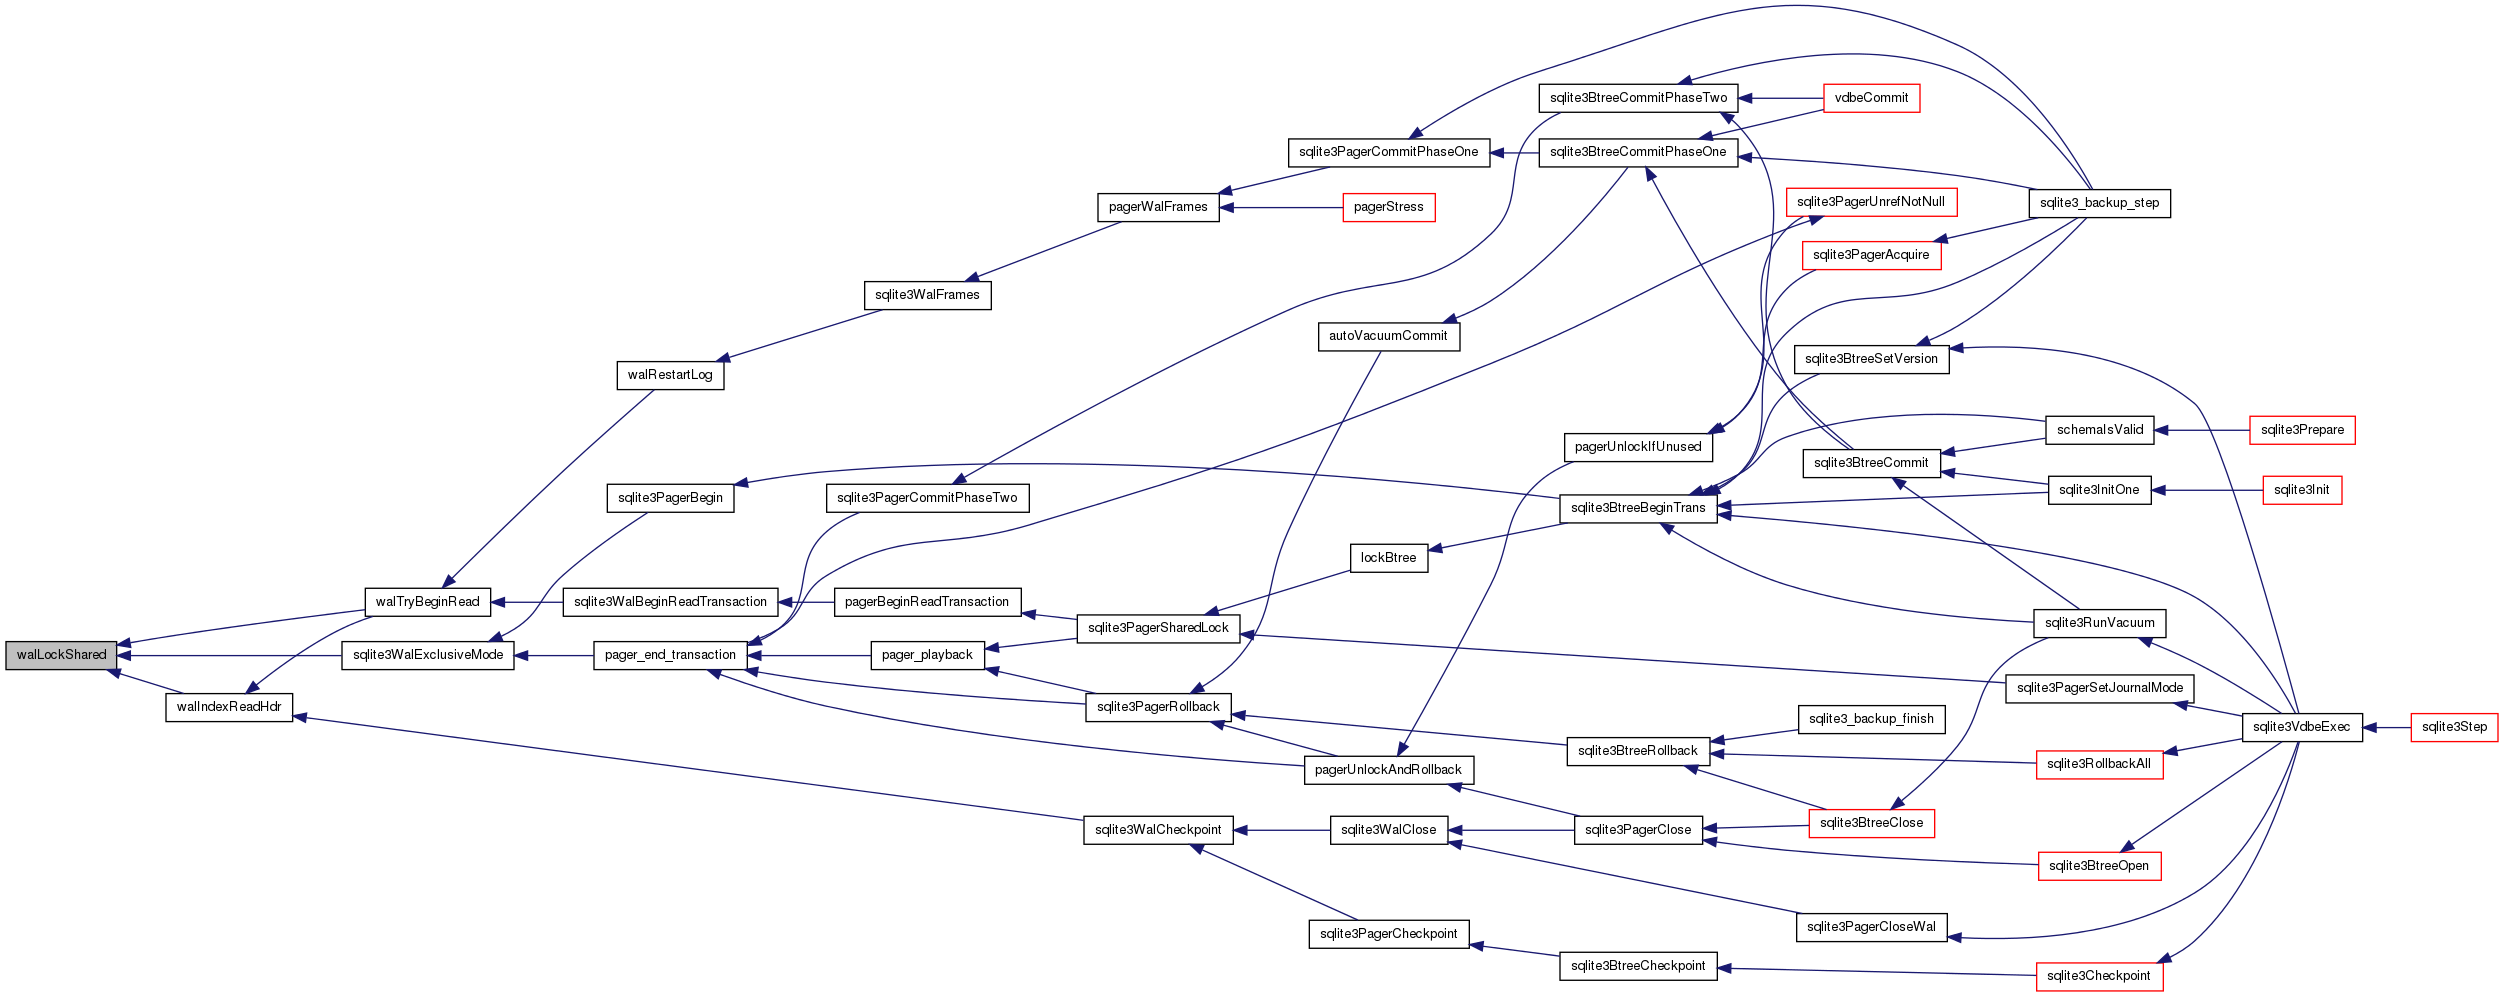 sqlite3BtreeCommitPhaseTwo
vdbeCommit
sqlite3PagerCommitPhaseOne
sqlite3BtreeCommitPhaseOne
pagerWalFrames
pagerStress
sqlite3PagerUnrefNotNull
sqlite3_backup_step
sqlite3PagerAcquire
sqlite3WalFrames
autoVacuumCommit
sqlite3BtreeSetVersion
walRestartLog
schemaIsValid
sqlite3Prepare
pagerUnlockIfUnused
sqlite3BtreeCommit
sqlite3PagerBegin
sqlite3PagerCommitPhaseTwo
sqlite3InitOne
sqlite3Init
sqlite3BtreeBeginTrans
lockBtree
walTryBeginRead
sqlite3WalBeginReadTransaction
pagerBeginReadTransaction
sqlite3PagerSharedLock
sqlite3RunVacuum
walLockShared
sqlite3WalExclusiveMode
pager_end_transaction
pager_playback
sqlite3PagerSetJournalMode
walIndexReadHdr
sqlite3PagerRollback
sqlite3_backup_finish
sqlite3VdbeExec
sqlite3Step
sqlite3BtreeRollback
sqlite3RollbackAll
pagerUnlockAndRollback
sqlite3WalCheckpoint
sqlite3WalClose
sqlite3PagerClose
sqlite3BtreeClose
sqlite3BtreeOpen
sqlite3PagerCheckpoint
sqlite3PagerCloseWal
sqlite3BtreeCheckpoint
sqlite3Checkpoint